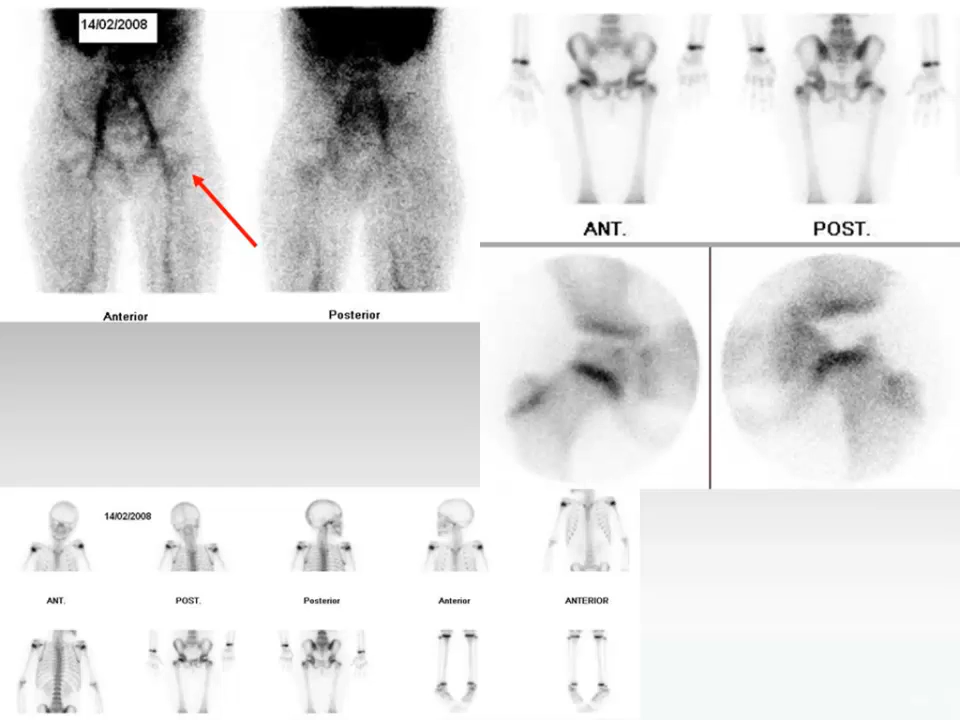 14/02/2008
Anterior
Posterior
ANT.
POST.
14/02/2008
ANT.
POST.
Posterior
Anterior
ANTERIOR